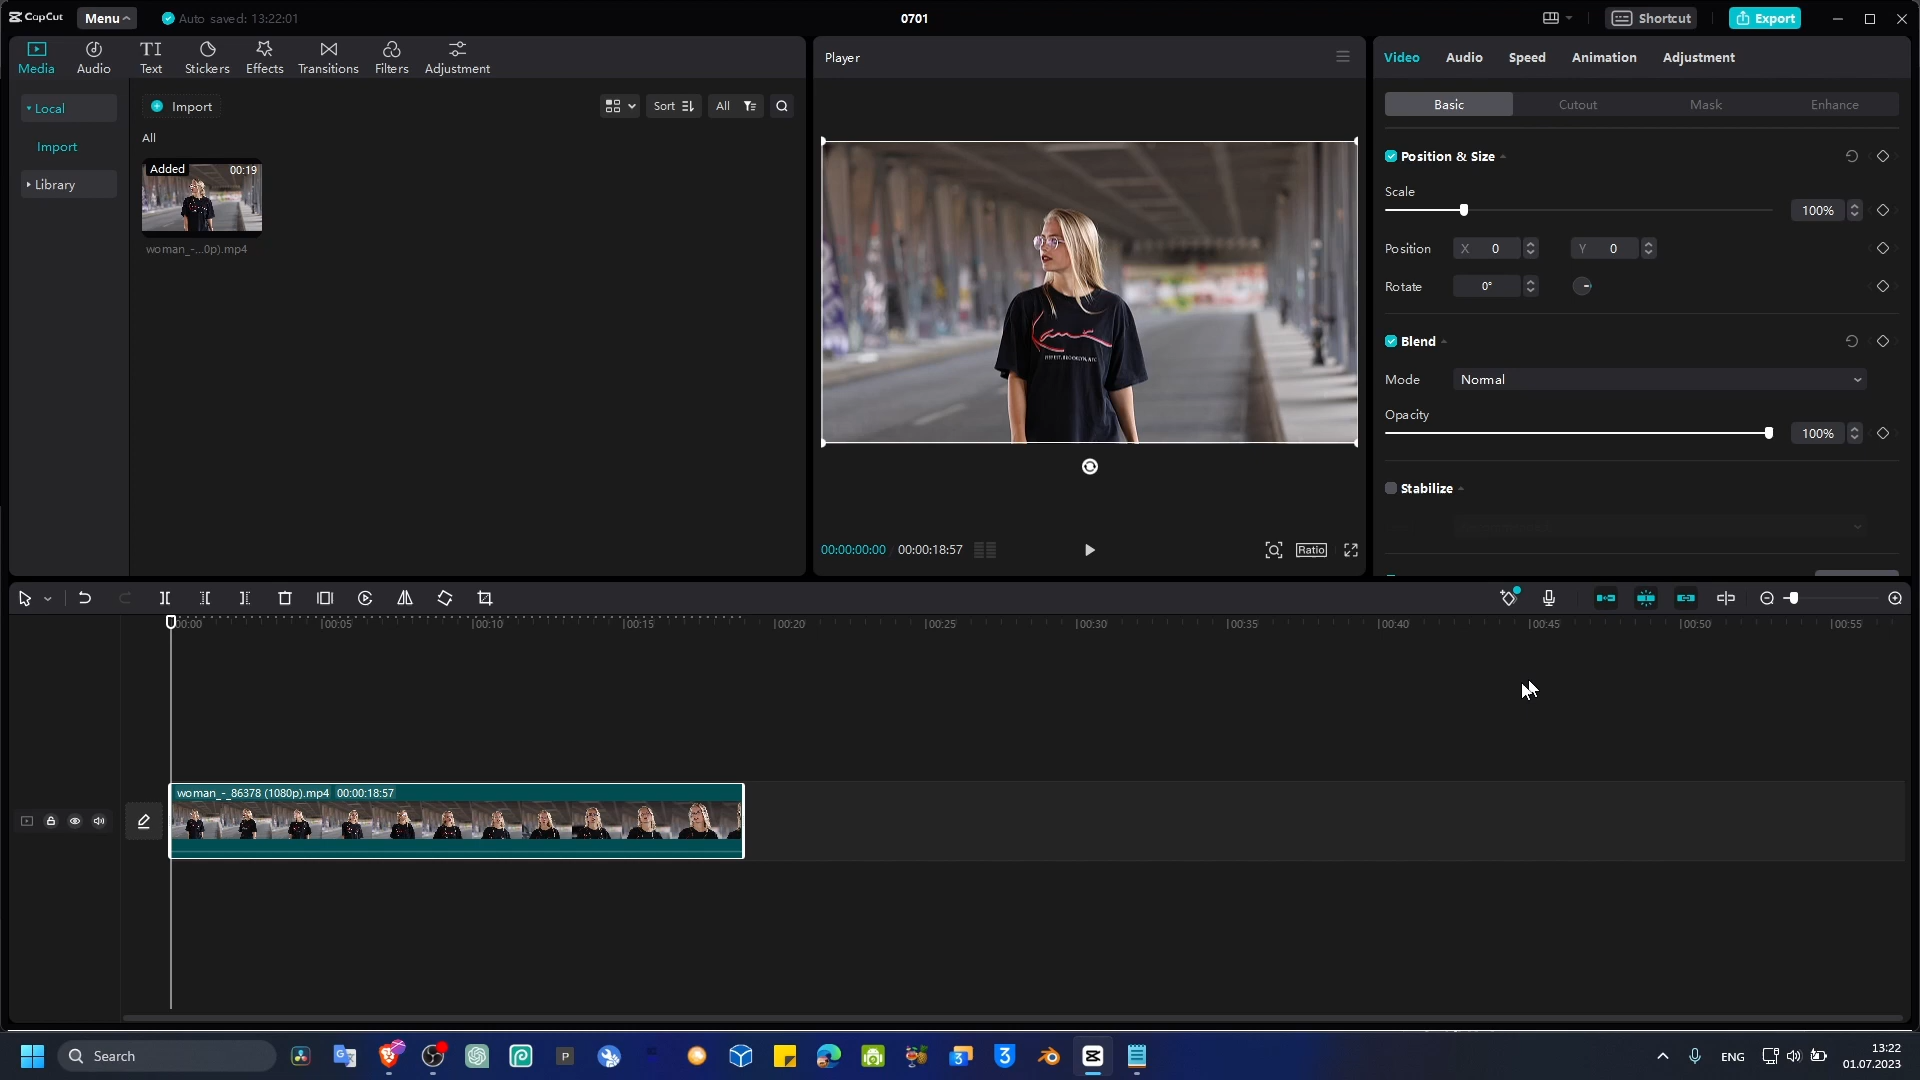 CapCut
Menu
Auto saved: 13:22:01
0701
Shortcut
Export
Media
Audio
Text
Stickers
Effects
Transitions
Filters
Adjustment
Local
Import
Library
Import
Sort
All
All
Added
00:19
woman_-...0p).mp4
Player
00:00:00:00
00:00:18:57
Ratio
Video
Audio
Speed
Animation
Adjustment
Basic
Cutout
Mask
Enhance
Position & Size
Scale
100%
Position
X 0
Y 0
Rotate
0°
Blend
Mode
Normal
Opacity
100%
Stabilize
00:00
00:05
00:10
00:15
00:20
00:25
00:30
00:35
00:40
00:45
00:50
00:55
woman_-_86378 (1080p).mp4 00:00:18:57
Search
ENG
13:22
01.07.2023